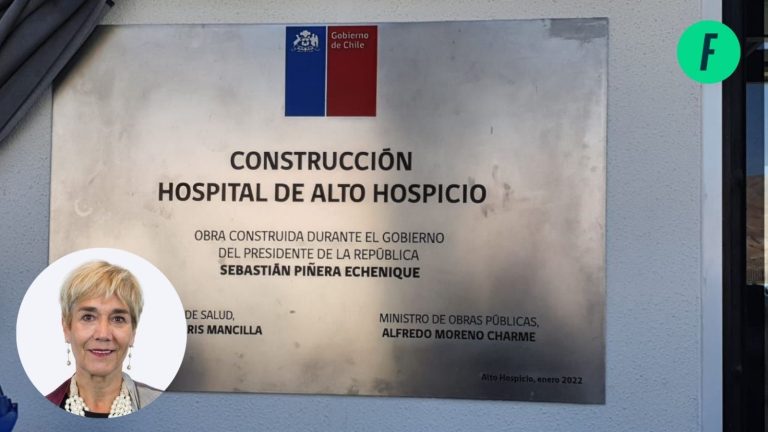 Gobierno
de Chile
F
CONSTRUCCIÓN
HOSPITAL DE ALTO HOSPICIO
OBRA CONSTRUIDA DURANTE EL GOBIERNO
DEL PRESIDENTE DE LA REPÚBLICA
SEBASTIÁN PIÑERA ECHENIQUE
DE SALUD,
RIS MANCILLA
MINISTRO DE OBRAS PÚBLICAS,
ALFREDO MORENO CHARME
Alto Hospicio, enero 2022